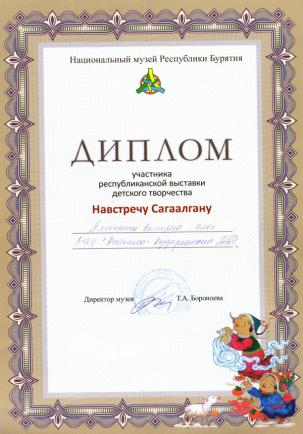 Национальный музей Республики Бурятия
ДИПЛОМ
участника
республиканской выставки
детского творчества
Навстречу Сагаалгану
Директор музея Т.А. Бороноева